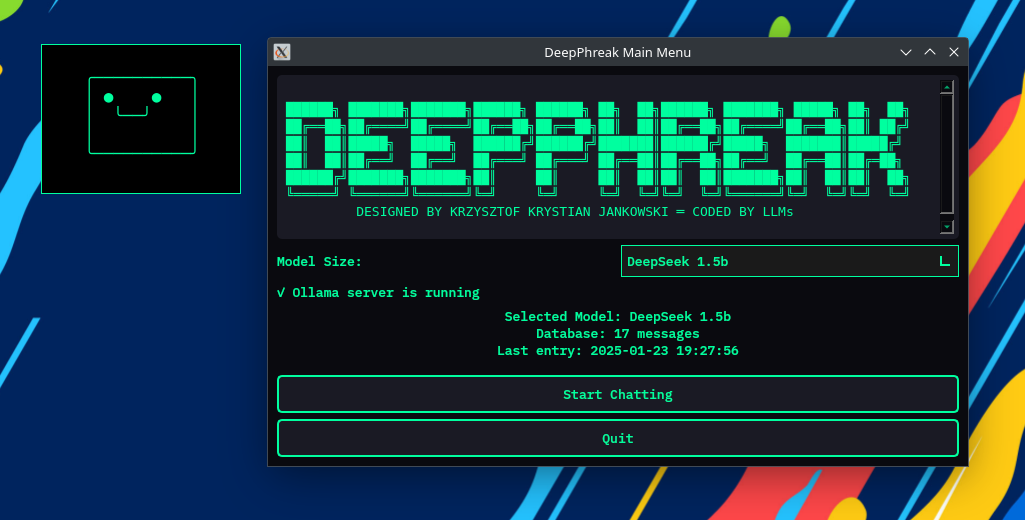 DeepPhreak Main Menu
DEEPHREAK
DESIGNED BY KRZYSZTOF KRYSTIAN JANKOWSKI = CODED BY LLMs
Model Size:
DeepSeek 1.5b
√ Ollama server is running
Selected Model: DeepSeek 1.5b
Database: 17 messages
Last entry: 2025-01-23 19:27:56
Start Chatting
Quit